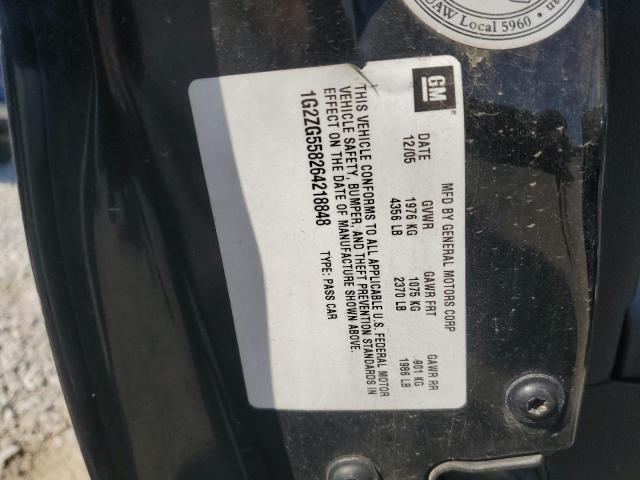 UAW Local 5960
GM
MFD BY GENERAL MOTORS CORP
DATE GVWR GAWR FRT GAWR RR
12/05 1976 KG 1075 KG 901 KG
4356 LB 2370 LB 1986 LB
THIS VEHICLE CONFORMS TO ALL APPLICABLE U.S. FEDERAL MOTOR
VEHICLE SAFETY, BUMPER, AND THEFT PREVENTION STANDARDS IN
EFFECT ON THE DATE OF MANUFACTURE SHOWN ABOVE.
1G2ZG558264218848 TYPE: PASS CAR